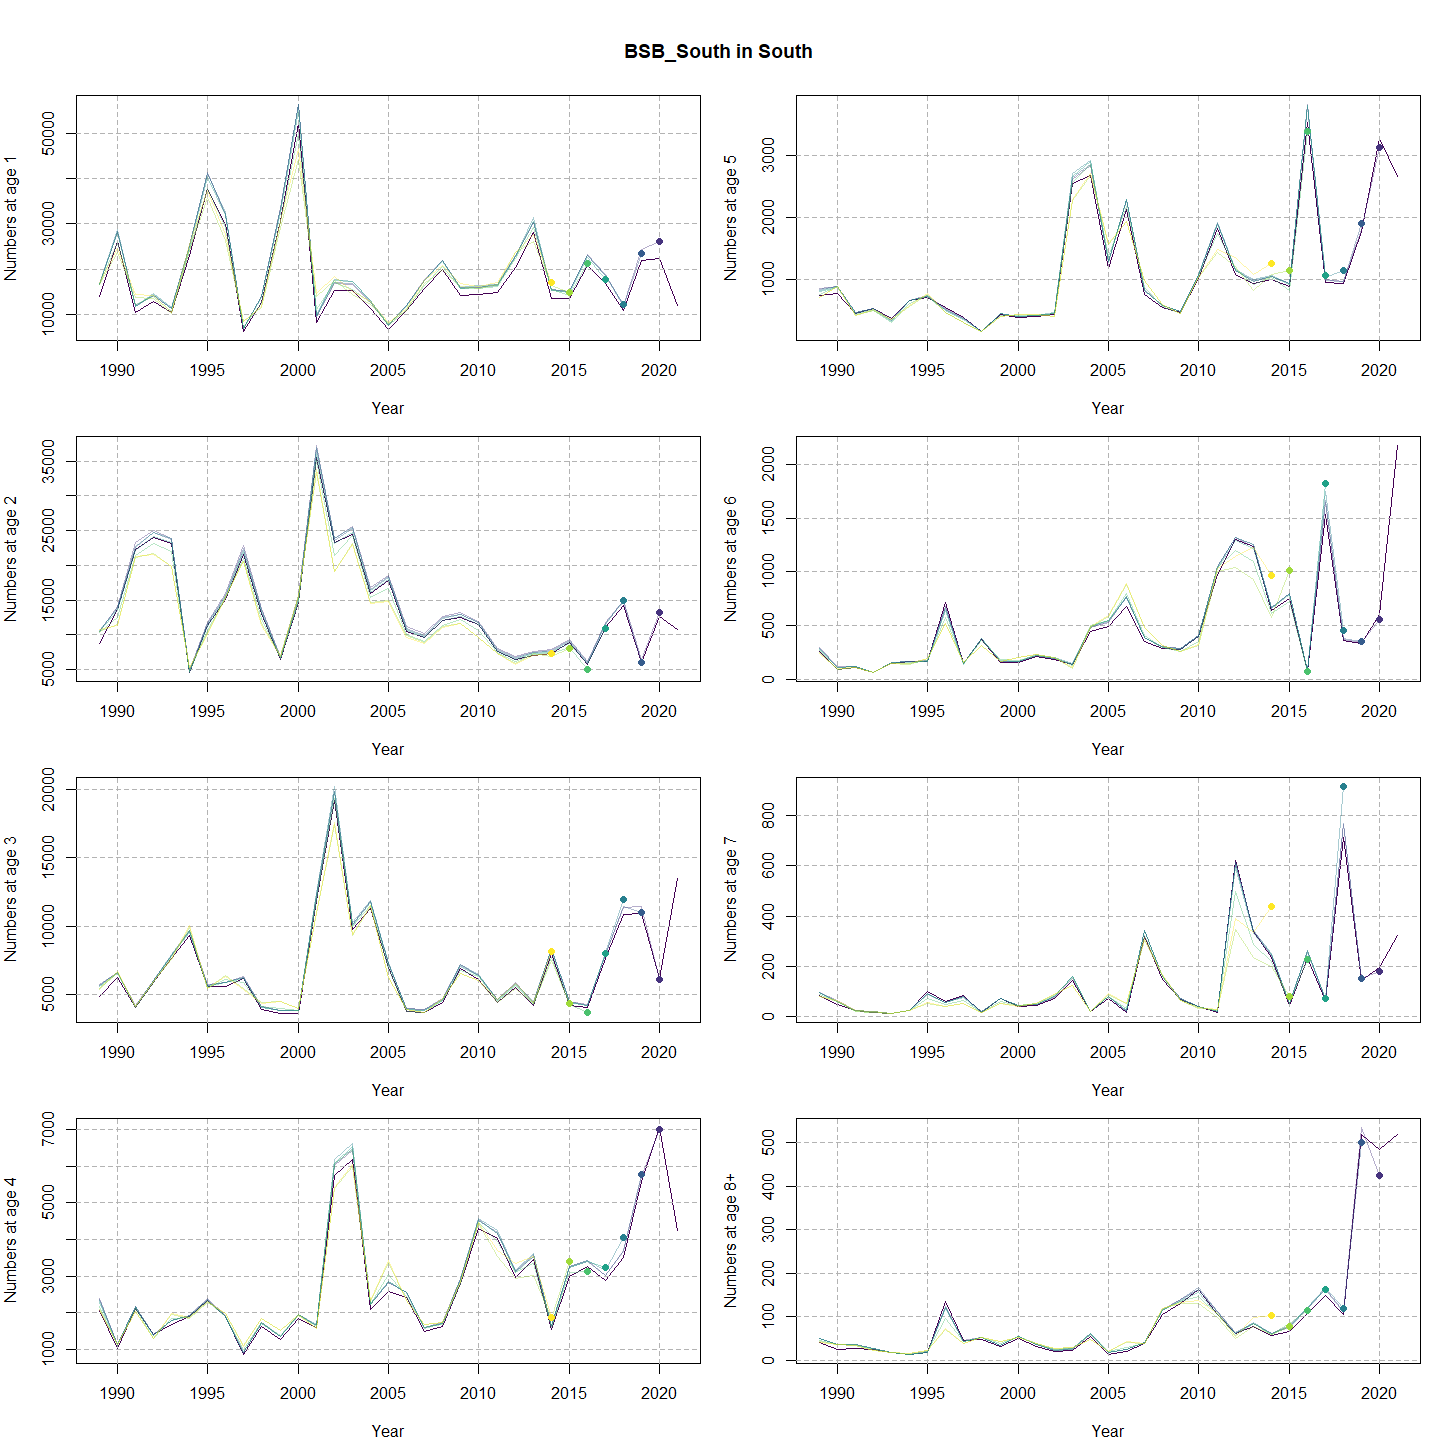 BSB_South in South
Numbers at age 1
10000 30000 50000
1990 1995 2000 2005 2010 2015 2020
Year
Numbers at age 5
1000 2000 3000
1990 1995 2000 2005 2010 2015 2020
Year
Numbers at age 2
5000 15000 25000 35000
1990 1995 2000 2005 2010 2015 2020
Year
Numbers at age 6
0 500 1000 1500 2000
1990 1995 2000 2005 2010 2015 2020
Year
Numbers at age 3
5000 10000 15000 20000
1990 1995 2000 2005 2010 2015 2020
Year
Numbers at age 7
0 200 400 600 800
1990 1995 2000 2005 2010 2015 2020
Year
Numbers at age 4
1000 3000 5000 7000
1990 1995 2000 2005 2010 2015 2020
Year
Numbers at age 8+
0 100 200 300 400 500
1990 1995 2000 2005 2010 2015 2020
Year